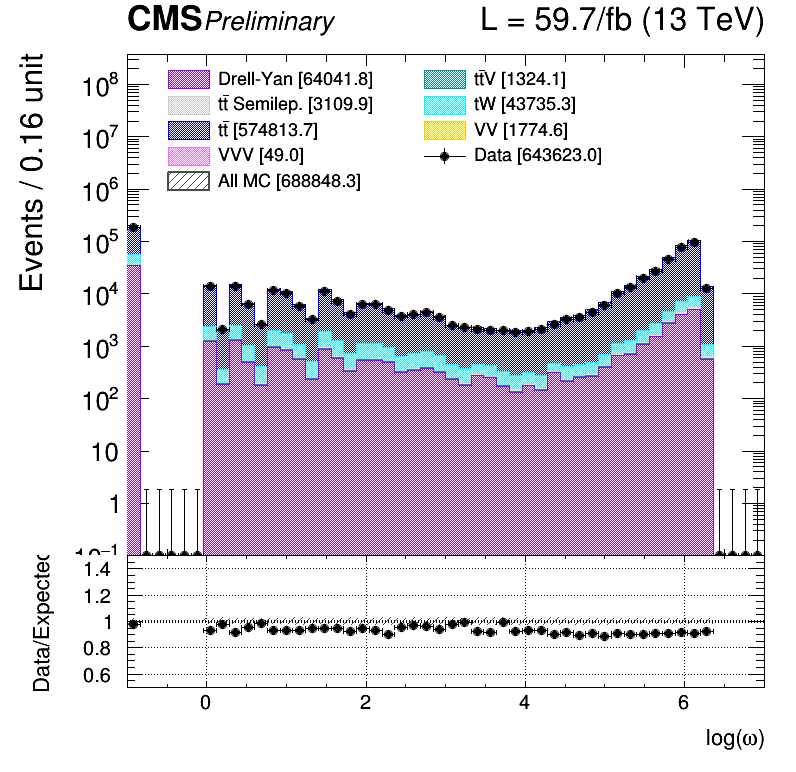 CMS Preliminary L = 59.7/fb (13 TeV)
Events / 0.16 unit
10⁸
10⁷
10⁶
10⁵
10⁴
10³
10²
10
1
10⁻¹
Drell-Yan [64041.8]
tt̄ Semilep. [3109.9]
tt̄ [574813.7]
VVV [49.0]
All MC [688848.3]
tt̄V [1324.1]
tW [43735.3]
VV [1774.6]
Data [643623.0]
Data/Expected
1.4
1.2
1
0.8
0.6
0 2 4 6
log(ω)